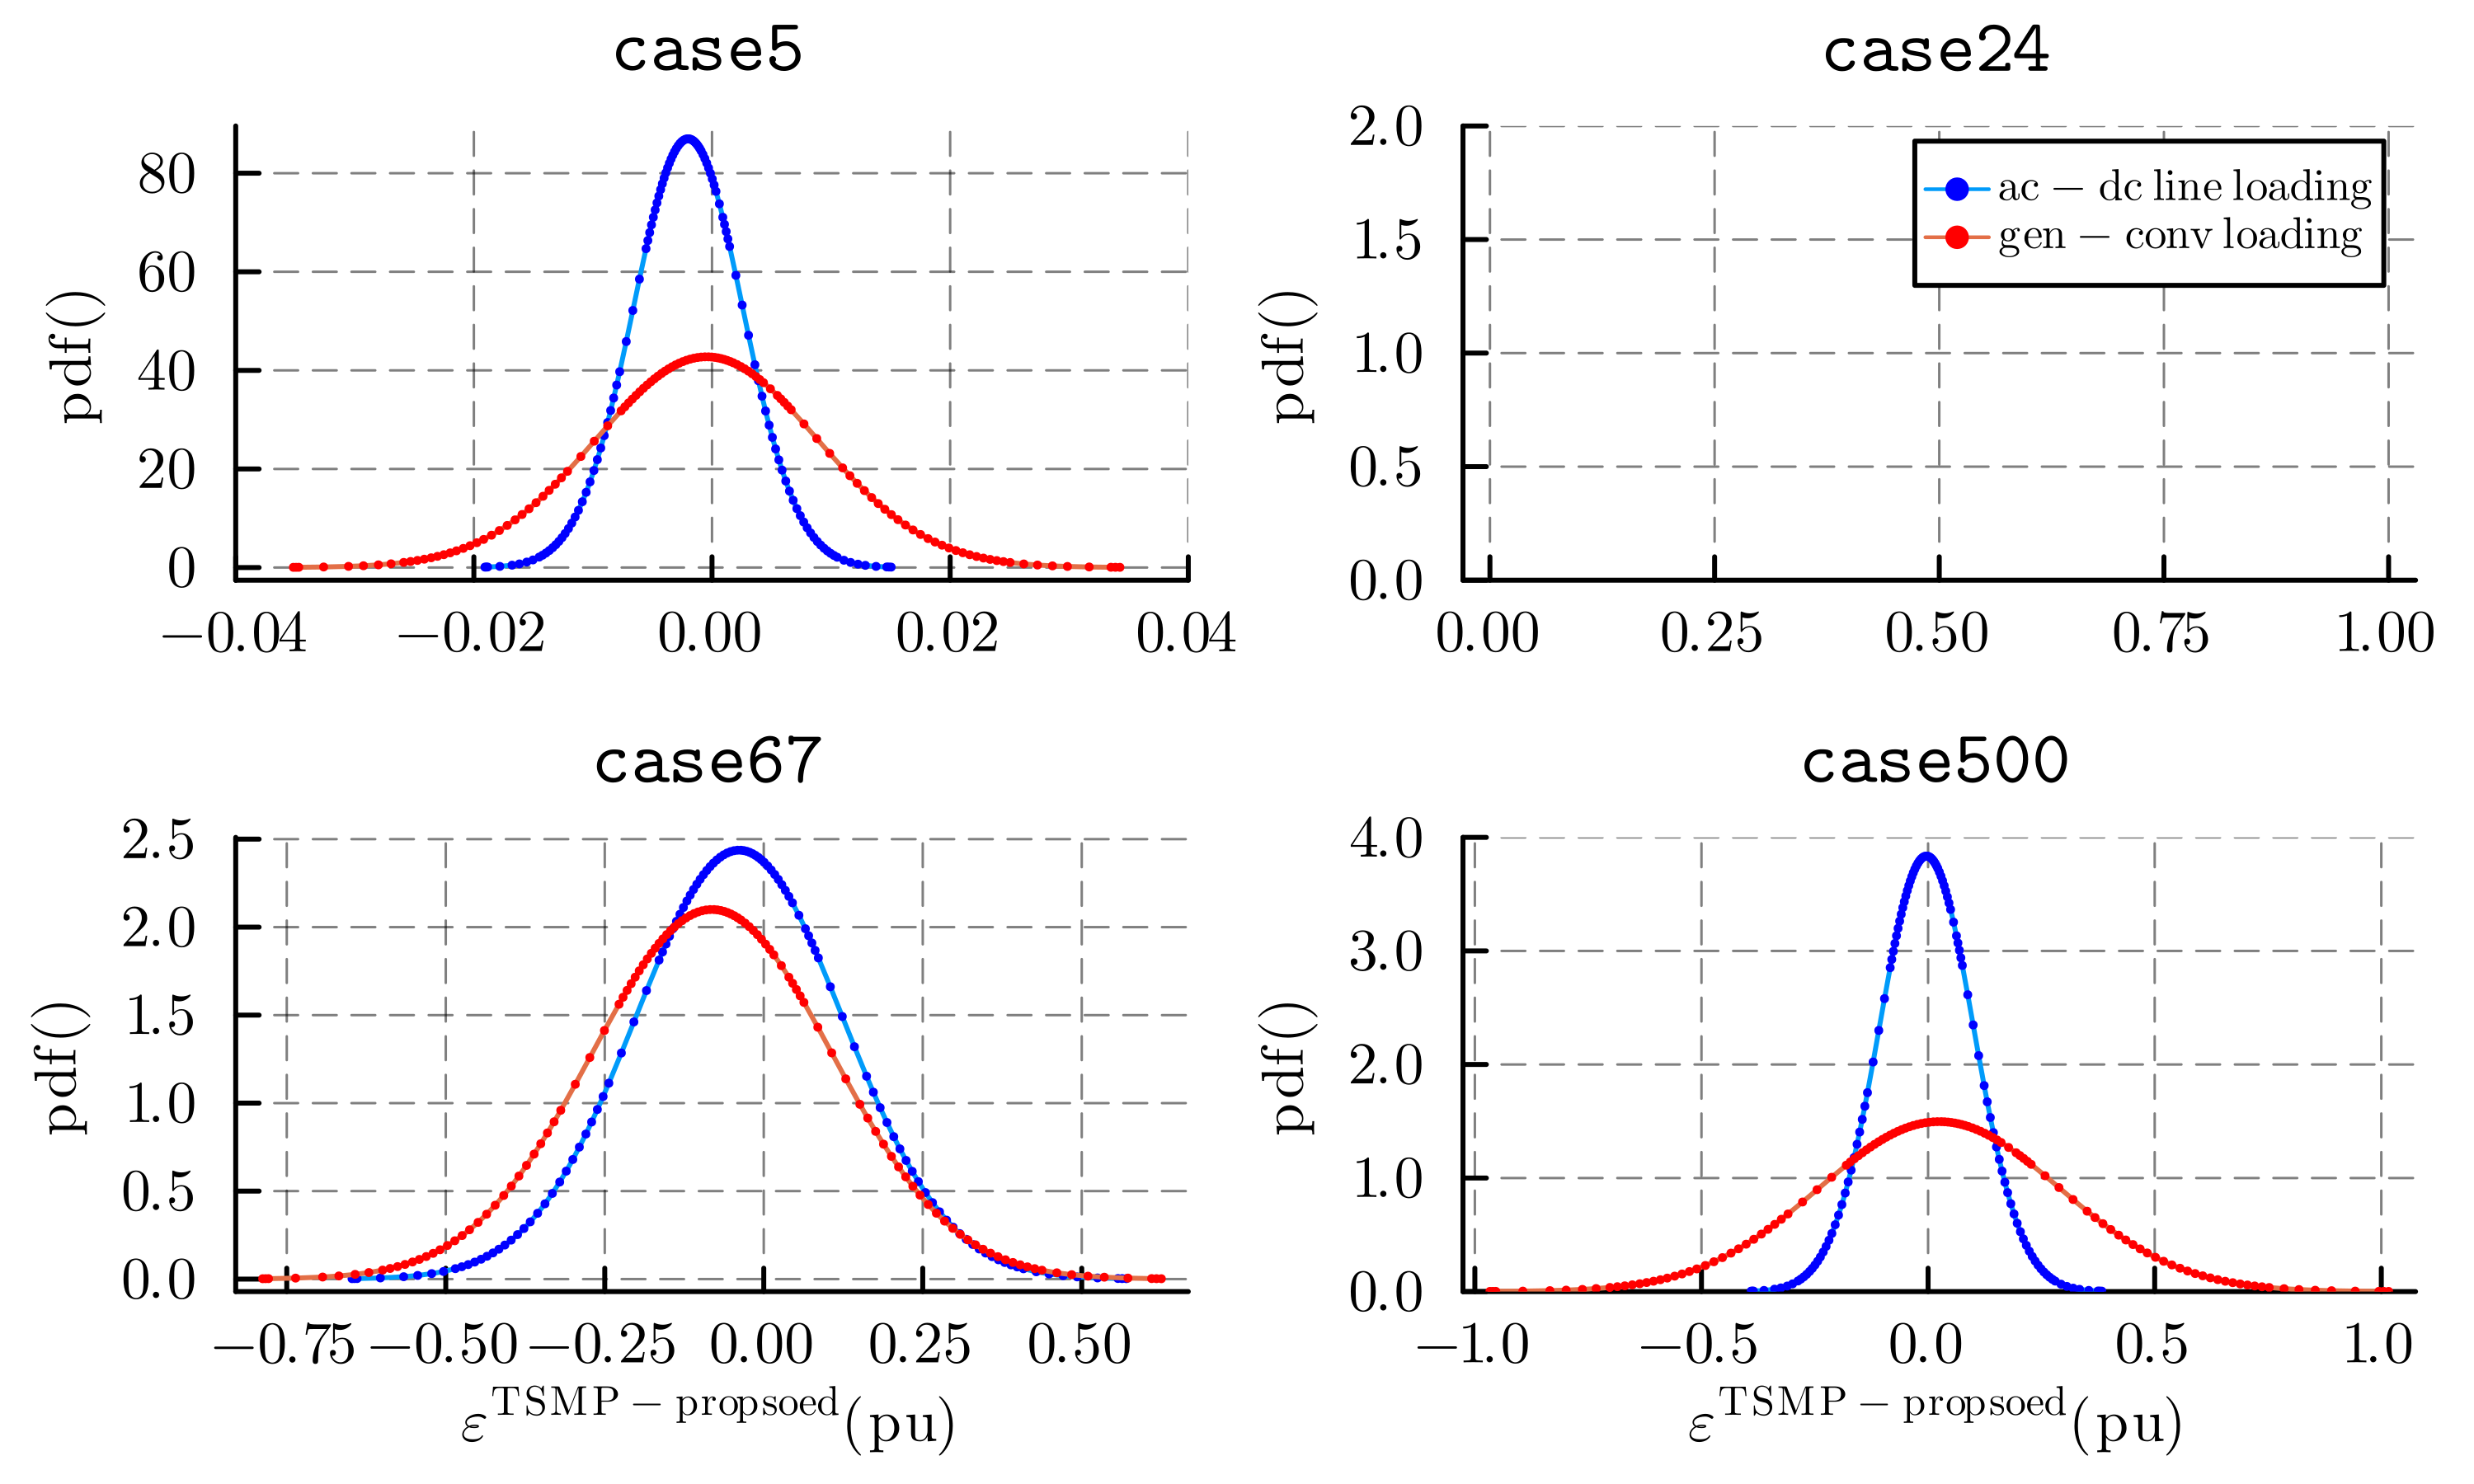 case5
pdf()
80
60
40
20
0
−0.04 −0.02 0.00 0.02 0.04
case24
pdf()
2.0
1.5
1.0
0.5
0.0
0.00 0.25 0.50 0.75 1.00
ac − dc line loading
gen − conv loading
case67
pdf()
2.5
2.0
1.5
1.0
0.5
0.0
−0.75 −0.50 −0.25 0.00 0.25 0.50
ε^TSMP − propsoed (pu)
case500
pdf()
4.0
3.0
2.0
1.0
0.0
−1.0 −0.5 0.0 0.5 1.0
ε^TSMP − propsoed (pu)